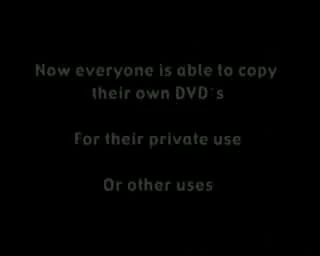 Now everyone is able to copy
their own DVD´s
For their private use
Or other uses